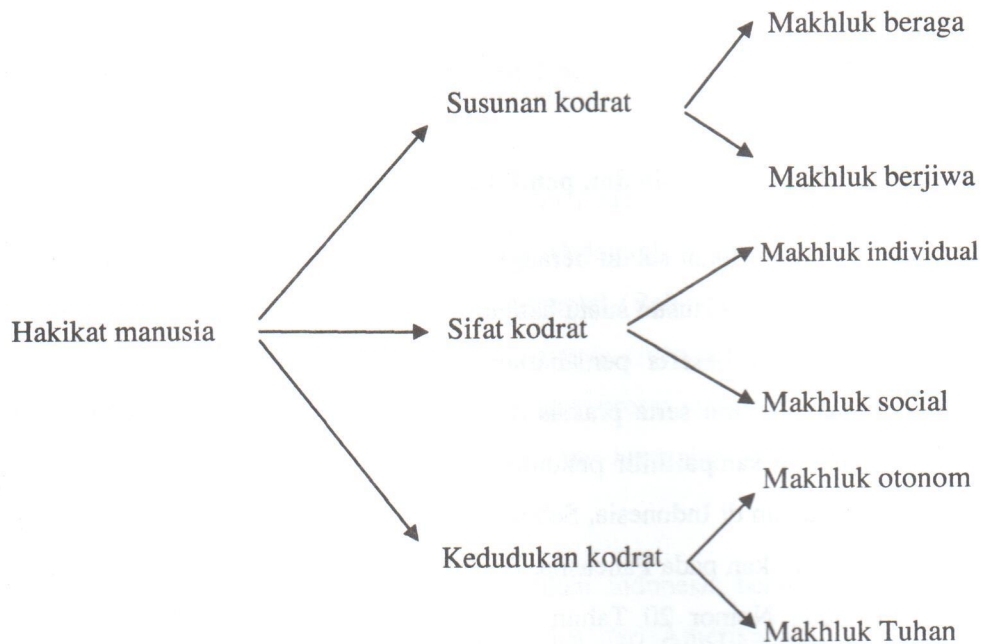 Makhluk beraga
Susunan kodrat
Makhluk berjiwa
Makhluk individual
Hakikat manusia
Sifat kodrat
Makhluk social
Makhluk otonom
Kedudukan kodrat
Makhluk Tuhan